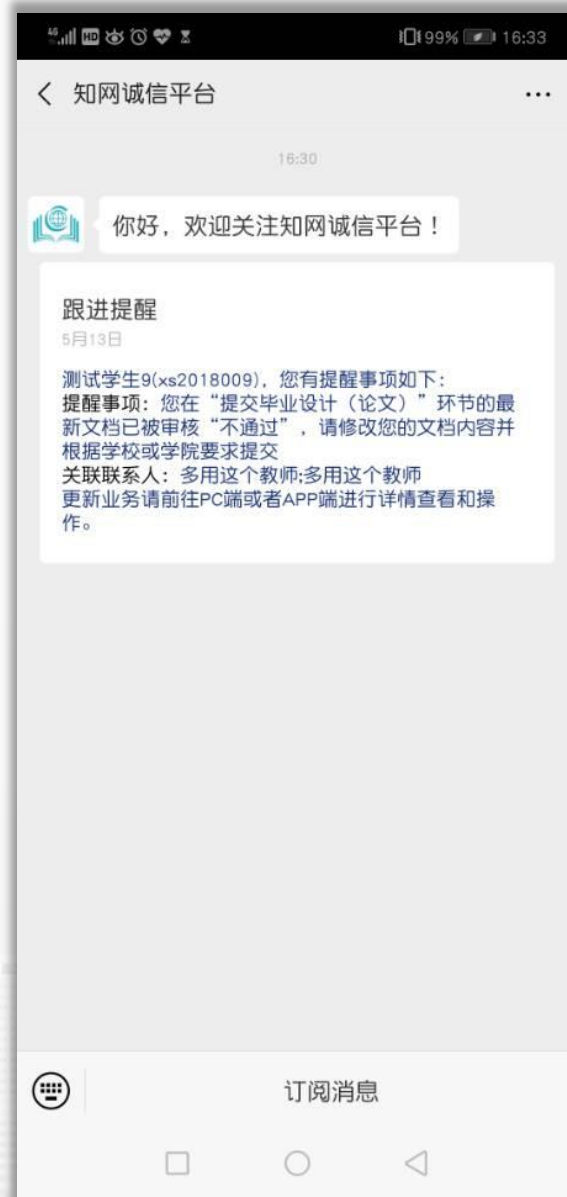 46 HD 99% 16:33
知网诚信平台
16:30
你好，欢迎关注知网诚信平台！
跟进提醒
5月13日
测试学生9(xs2018009)，您有提醒事项如下：
提醒事项：您在“提交毕业设计（论文）”环节的最
新文档已被审核“不通过”，请修改您的文档内容并
根据学校或学院要求提交
关联联系人：多用这个教师;多用这个教师
更新业务请前往PC端或者APP端进行详情查看和操
作。
订阅消息